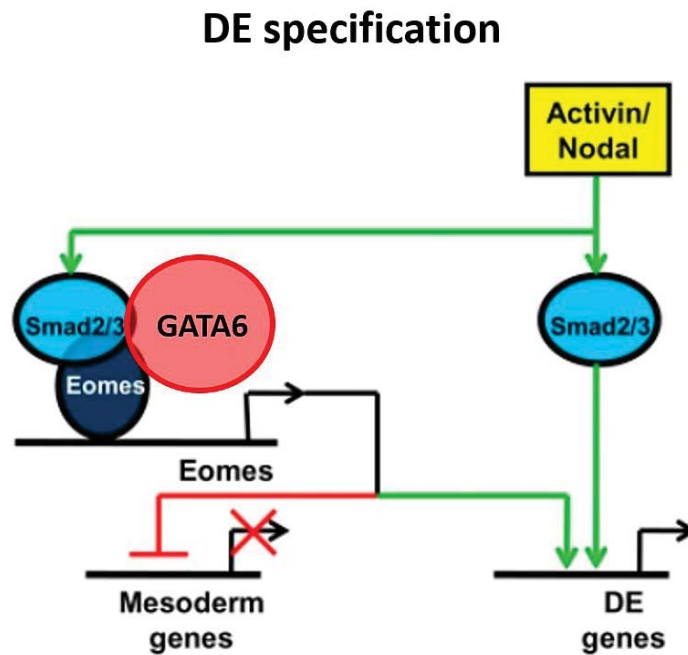 DE specification
Activin/
Nodal
Smad2/3
GATA6
Smad2/3
Eomes
Eomes
Mesoderm
genes
DE
genes